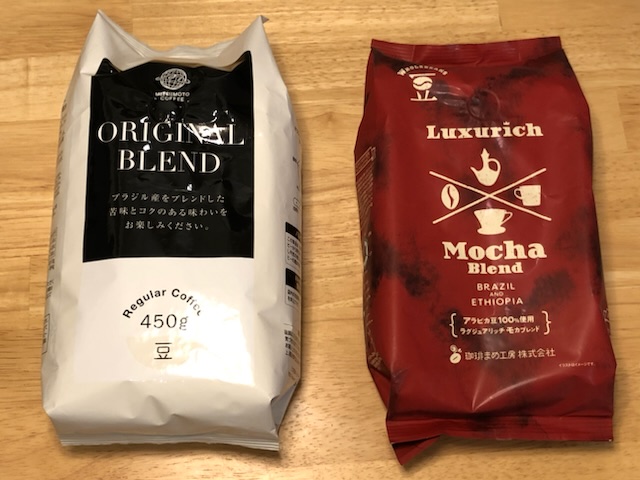 MITSUMOTO
COFFEE
ORIGINAL
BLEND
ブラジル産をブレンドした
苦味とコクのある味わいを
お楽しみください。
Regular Coffee
450g
豆
豆
Luxurich
Mocha
Blend
BRAZIL
AND
ETHIOPIA
アラビカ豆100%使用
ラグジュアリッチ モカブレンド
珈琲まめ工房 株式会社